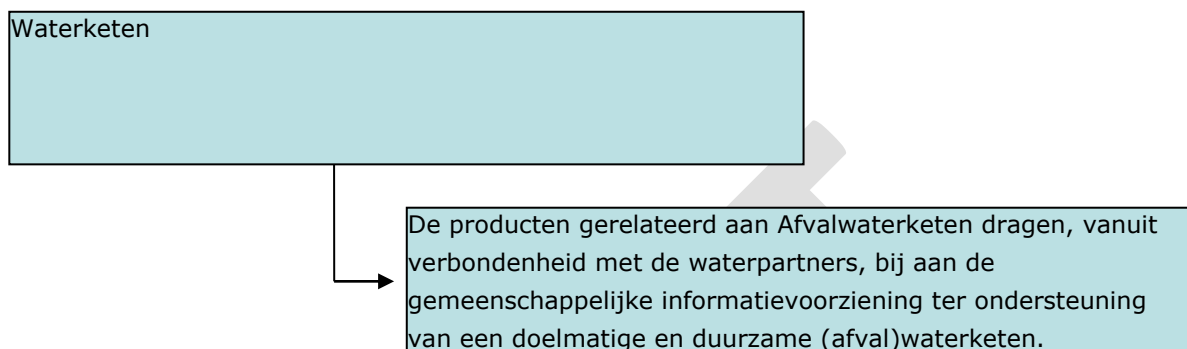 Waterketen
De producten gerelateerd aan Afvalwaterketen dragen, vanuit
verbondenheid met de waterpartners, bij aan de
gemeenschappelijke informatievoorziening ter ondersteuning
van een doelmatige en duurzame (afval)waterketen.